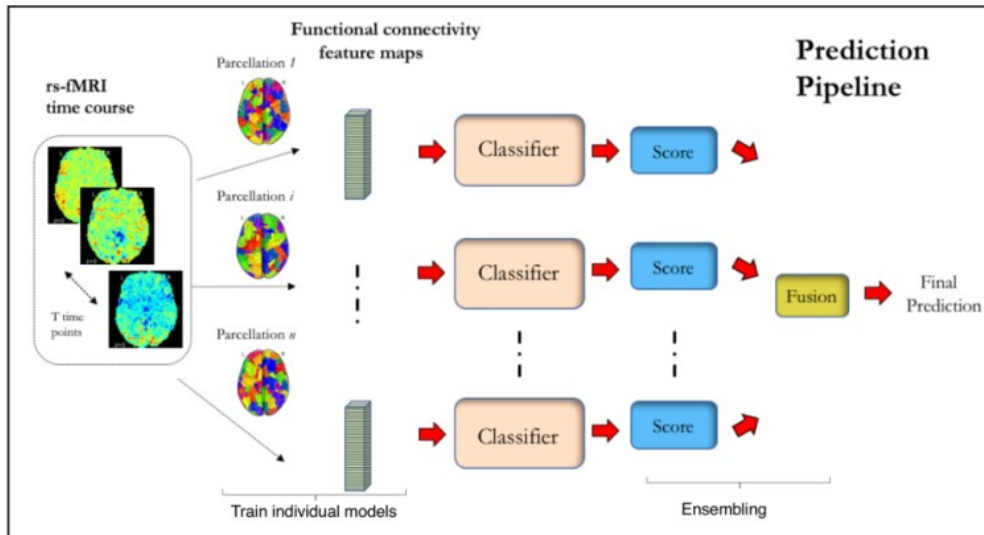 Prediction
Pipeline
Functional connectivity
feature maps
rs-fMRI
time course
T time
points
Parcellation 1
Parcellation i
Parcellation n
Classifier
Score
Classifier
Score
Classifier
Score
Fusion
Final
Prediction
Train individual models
Ensembling